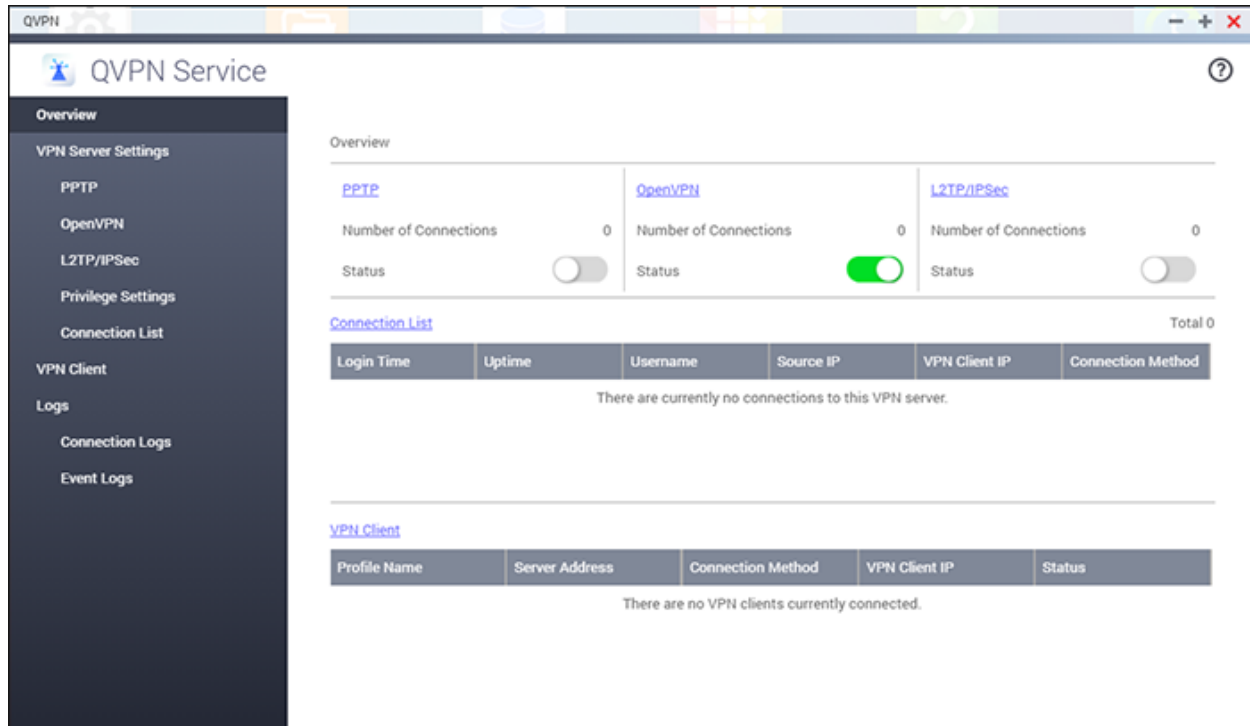 QVPN
QVPN Service
Overview
VPN Server Settings
PPTP
OpenVPN
L2TP/IPSec
Privilege Settings
Connection List
VPN Client
Logs
Connection Logs
Event Logs
Overview
PPTP
Number of Connections 0
Status
OpenVPN
Number of Connections 0
Status
L2TP/IPSec
Number of Connections 0
Status
Connection List Total 0
Login Time Uptime Username Source IP VPN Client IP Connection Method
There are currently no connections to this VPN server.
VPN Client
Profile Name Server Address Connection Method VPN Client IP Status
There are no VPN clients currently connected.